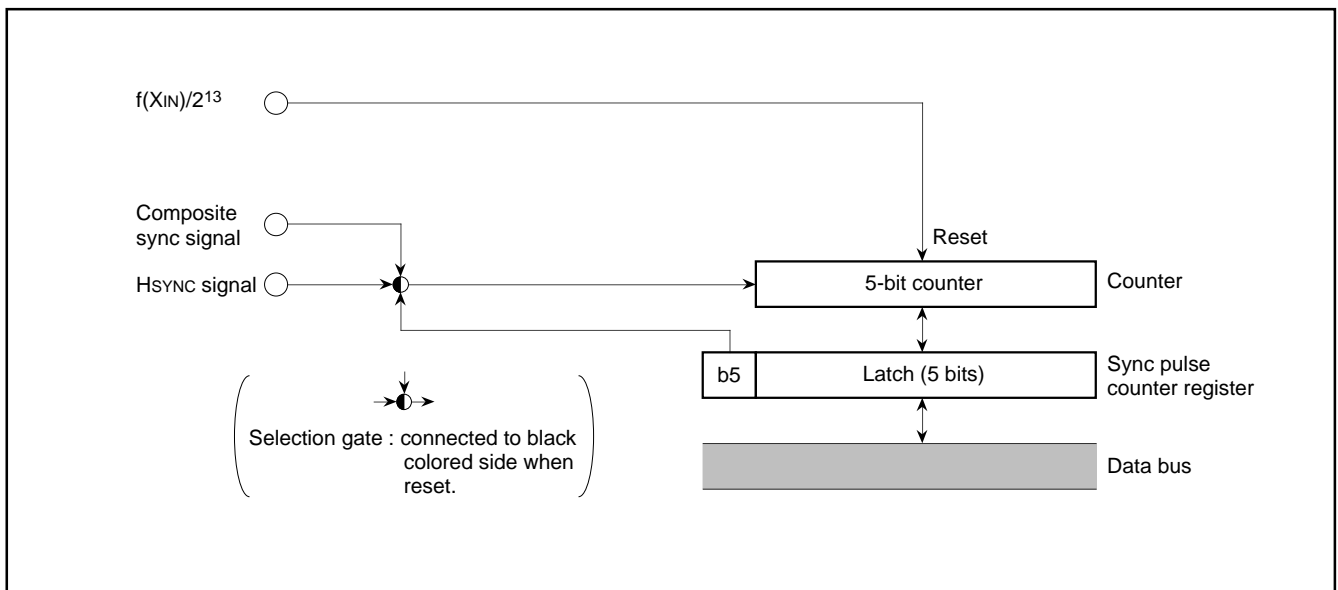 f(XIN)/2¹³
Composite
sync signal
HSYNC signal
Reset
5-bit counter
Counter
b5
Latch (5 bits)
Sync pulse
counter register
Selection gate : connected to black
colored side when
reset.
Data bus